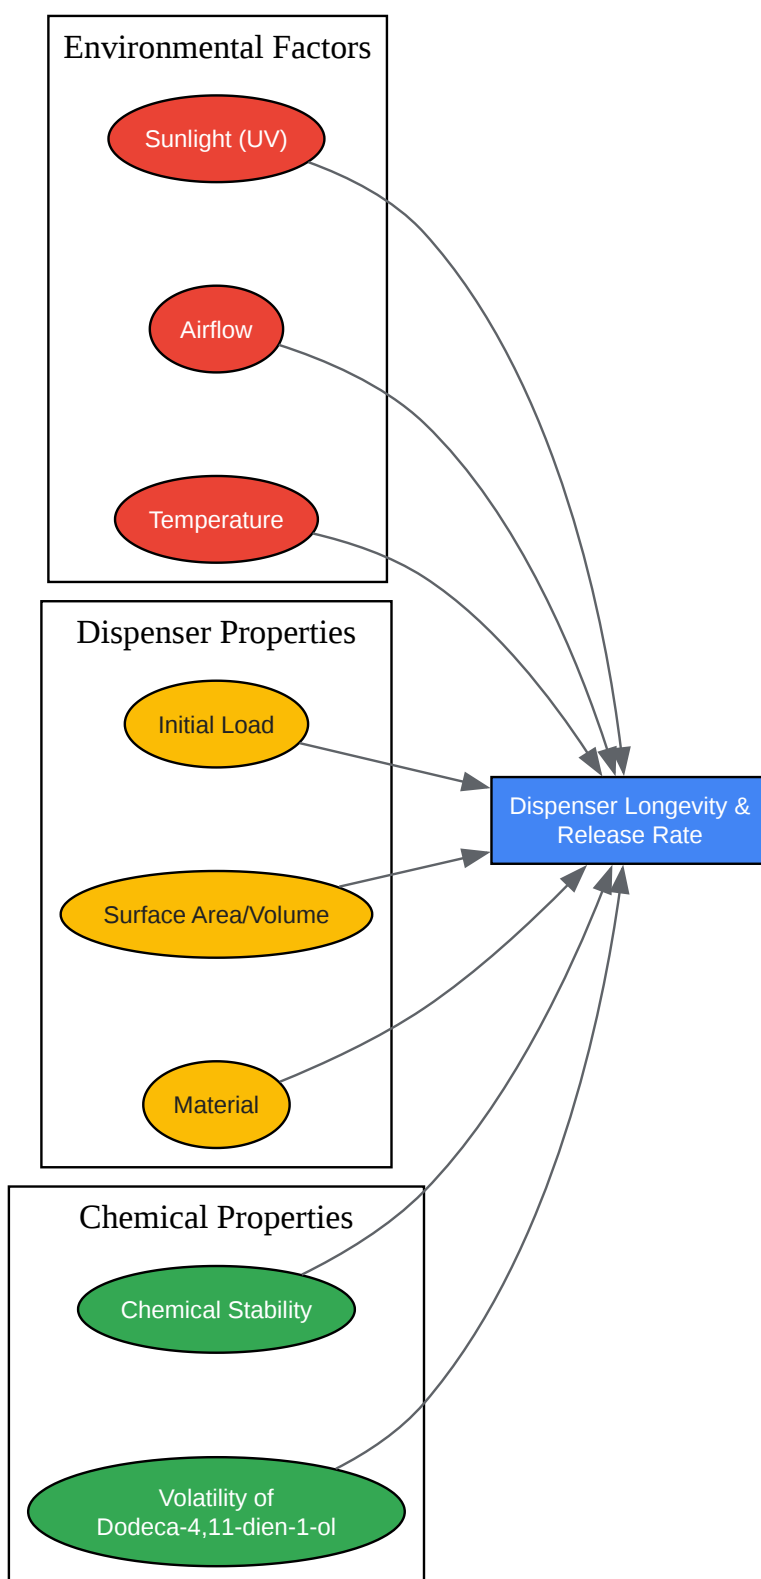 Environmental Factors
Sunlight (UV)
Airflow
Temperature
Dispenser Properties
Initial Load
Surface Area/Volume
Material
Dispenser Longevity &
Release Rate
Chemical Properties
Chemical Stability
Volatility of
Dodeca-4,11-dien-1-ol